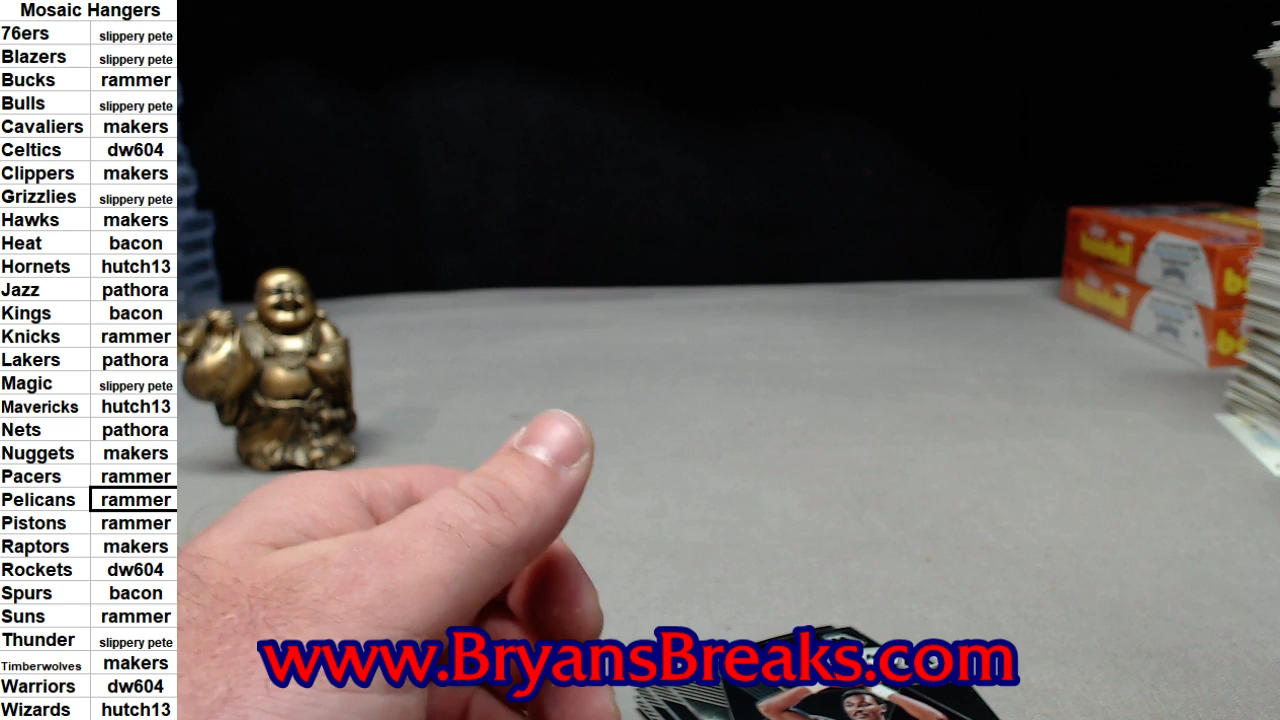 Mosaic Hangers
76ers slippery pete
Blazers slippery pete
Bucks rammer
Bulls slippery pete
Cavaliers makers
Celtics dw604
Clippers makers
Grizzlies slippery pete
Hawks makers
Heat bacon
Hornets hutch13
Jazz pathora
Kings bacon
Knicks rammer
Lakers pathora
Magic slippery pete
Mavericks hutch13
Nets pathora
Nuggets makers
Pacers rammer
Pelicans rammer
Pistons rammer
Raptors makers
Rockets dw604
Spurs bacon
Suns rammer
Thunder slippery pete
Timberwolves makers
Warriors dw604
Wizards hutch13
www.BryansBreaks.com